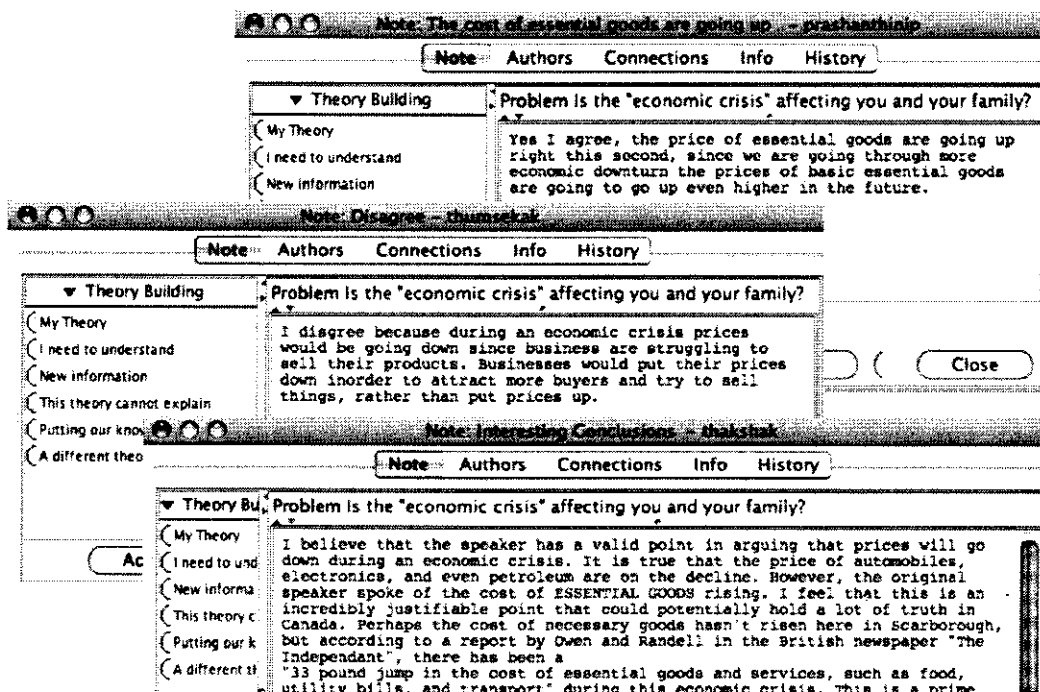 Note: The cost of essential goods are going up - prashanthinip
Note Authors Connections Info History
▼ Theory Building
My Theory
I need to understand
New information
Problem Is the "economic crisis" affecting you and your family?
Yes I agree, the price of essential goods are going up
right this second, since we are going through more
economic downturn the prices of basic essential goods
are going to go up even higher in the future.
Close
Note: Disagree - thumsekak
Note Authors Connections Info History
▼ Theory Building
My Theory
I need to understand
New information
This theory cannot explain
Putting our know
A different theo
Ac
Problem Is the "economic crisis" affecting you and your family?
I disgree because during an economic crisis prices
would be going down since business are struggling to
sell their products. Businesses would put their prices
down inorder to attract more buyers and try to sell
things, rather than put prices up.
Note: Interesting Conclusions - thakshak
Note Authors Connections Info History
▼ Theory Bu
My Theory
I need to und
New informa
This theory c
Putting our k
A different th
Problem Is the "economic crisis" affecting you and your family?
I believe that the speaker has a valid point in arguing that prices will go
down during an economic crisis. It is true that the price of automobiles,
electronics, and even petroleum are on the decline. However, the original
speaker spoke of the cost of ESSENTIAL GOODS rising. I feel that this is an
incredibly justifiable point that could potentially hold a lot of truth in
Canada. Perhaps the cost of necessary goods hasn't risen here in Scarborough,
but according to a report by Owen and Randell in the British newspaper "The
Independant", there has been a
"33 pound jump in the cost of essential goods and services, such as food,
utility bills, and transport" during this economic crisis. This is a prime